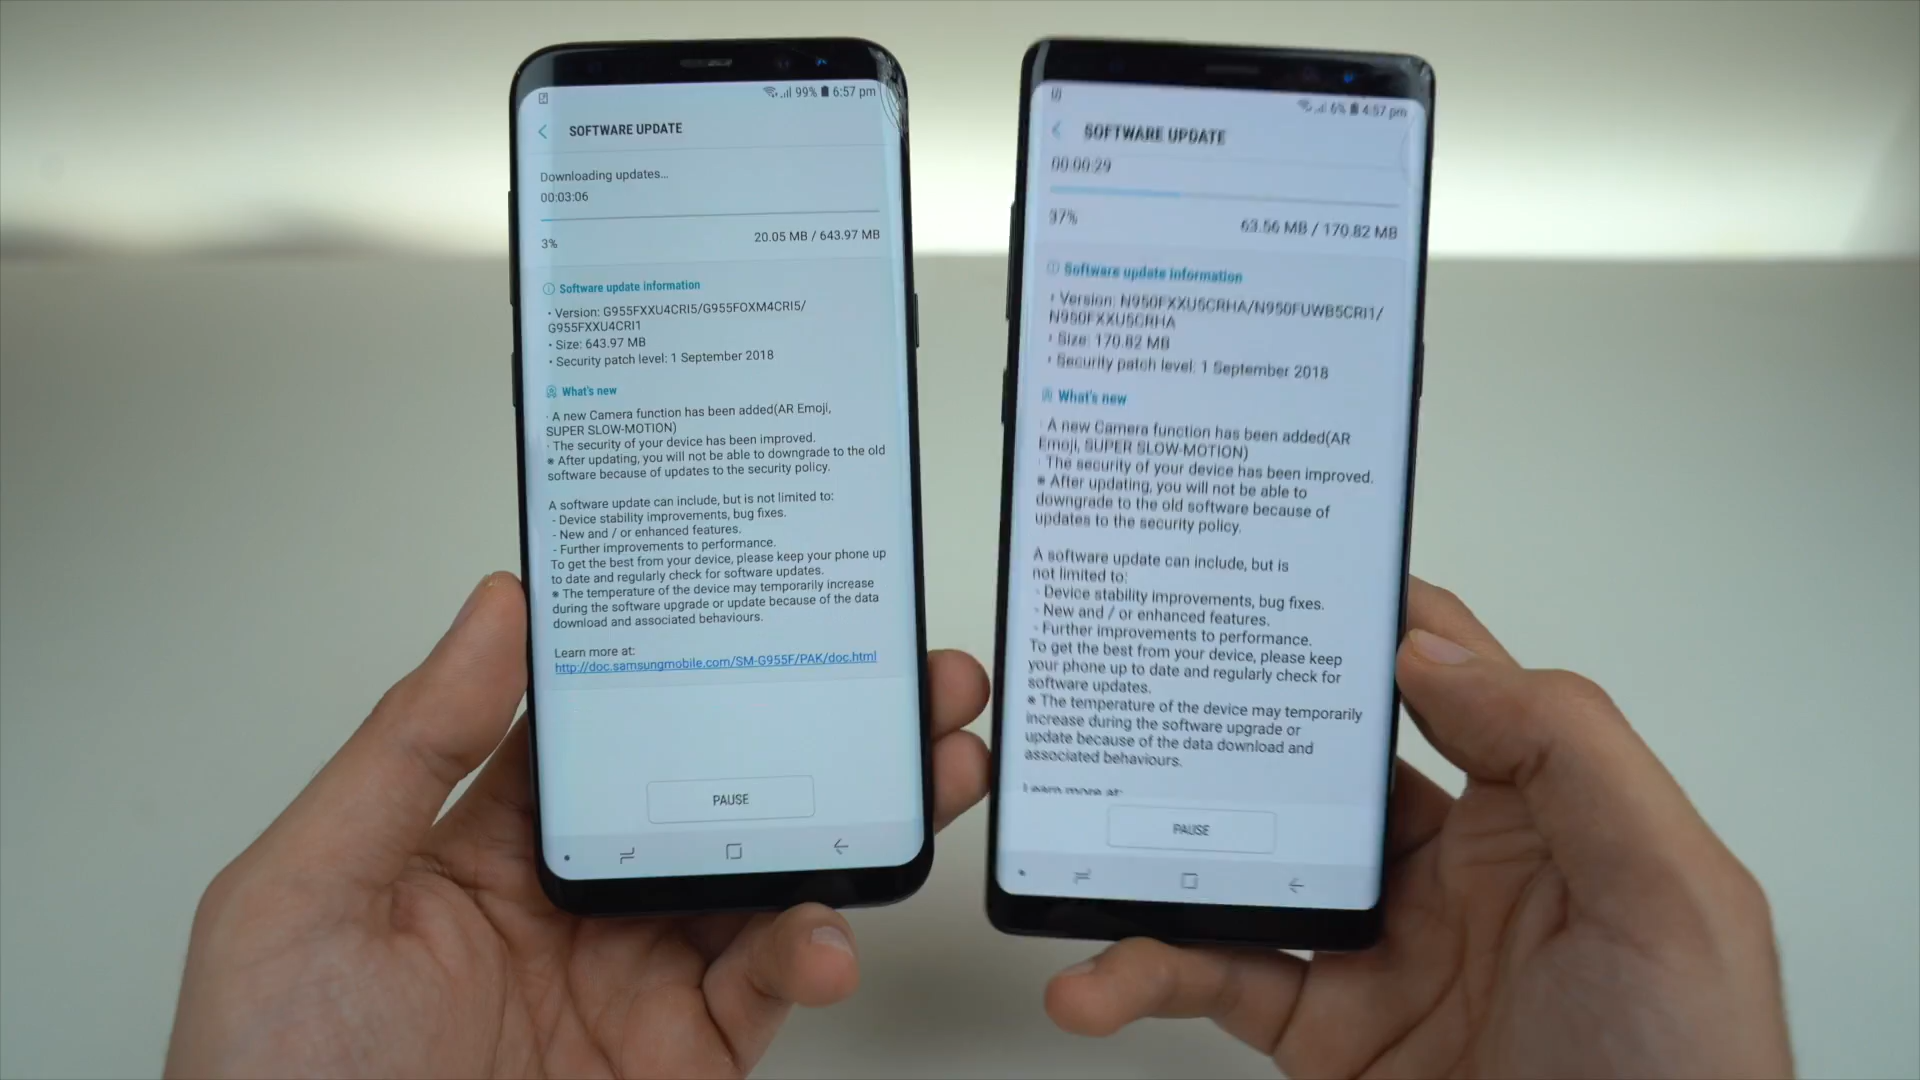 99% 6:57 pm
SOFTWARE UPDATE
Downloading updates...
00:03:06
3%
20.05 MB / 643.97 MB
Software update information
• Version: G955FXXU4CRI5/G955FOXM4CRI5/
G955FXXU4CRI1
• Size: 643.97 MB
• Security patch level: 1 September 2018
What's new
· A new Camera function has been added(AR Emoji,
SUPER SLOW-MOTION)
· The security of your device has been improved.
※ After updating, you will not be able to downgrade to the old
software because of updates to the security policy.
A software update can include, but is not limited to:
- Device stability improvements, bug fixes.
- New and / or enhanced features.
- Further improvements to performance.
To get the best from your device, please keep your phone up
to date and regularly check for software updates.
※ The temperature of the device may temporarily increase
during the software upgrade or update because of the data
download and associated behaviours.
Learn more at:
http://doc.samsungmobile.com/SM-G955F/PAK/doc.html
PAUSE
6% 4:57 pm
SOFTWARE UPDATE
00:00:29
37%
63.56 MB / 170.82 MB
Software update information
• Version: N950FXXU5CRHA/N950FUWB5CRI1/
N950FXXU5CRHA
• Size: 170.82 MB
• Security patch level: 1 September 2018
What's new
· A new Camera function has been added(AR
Emoji, SUPER SLOW-MOTION)
· The security of your device has been improved.
※ After updating, you will not be able to
downgrade to the old software because of
updates to the security policy.
A software update can include, but is
not limited to:
- Device stability improvements, bug fixes.
- New and / or enhanced features.
- Further improvements to performance.
To get the best from your device, please keep
your phone up to date and regularly check for
software updates.
※ The temperature of the device may temporarily
increase during the software upgrade or
update because of the data download and
associated behaviours.
Learn more at:
PAUSE